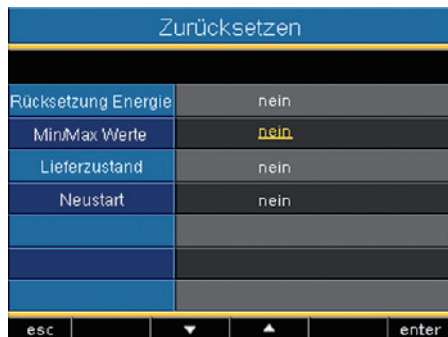 Zurücksetzen
Rücksetzung Energie nein
Min/Max Werte nein
Lieferzustand nein
Neustart nein
esc enter